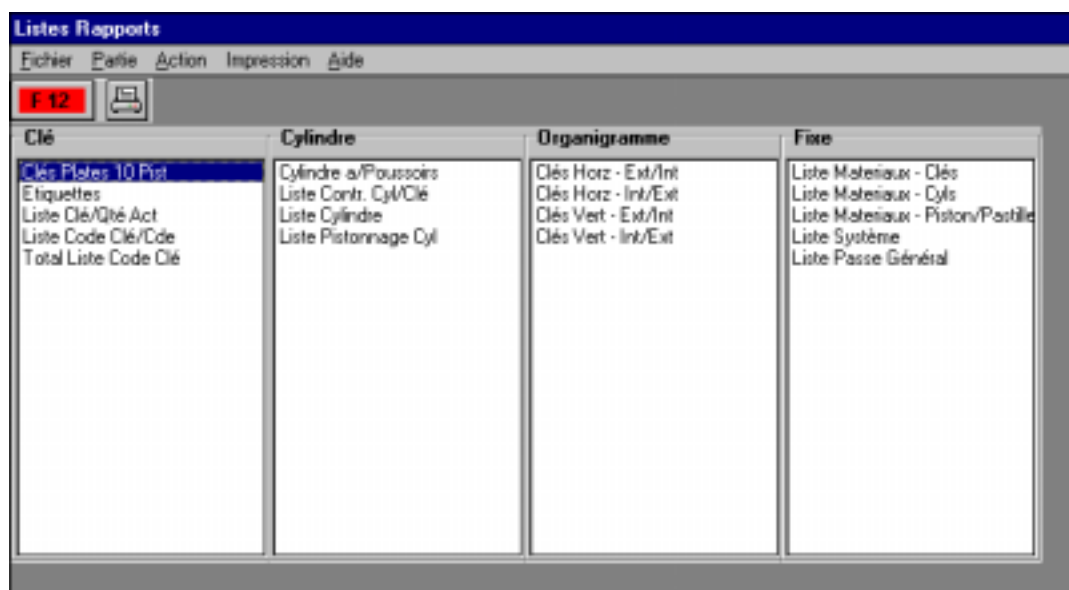 Listes Rapports
Fichier Partie Action Impression Aide
F 12
Clé
Clés Plates 10 Pist
Etiquettes
Liste Clé/Qté Act
Liste Code Clé/Cde
Total Liste Code Clé
Cylindre
Cylindre a/Poussoirs
Liste Contr. Cyl/Clé
Liste Cylindre
Liste Pistonnage Cyl
Organigramme
Clés Horz - Ext/Int
Clés Horz - Int/Ext
Clés Vert - Ext/Int
Clés Vert - Int/Ext
Fixe
Liste Materiaux - Clés
Liste Materiaux - Cyls
Liste Materiaux - Piston/Pastille
Liste Système
Liste Passe Général